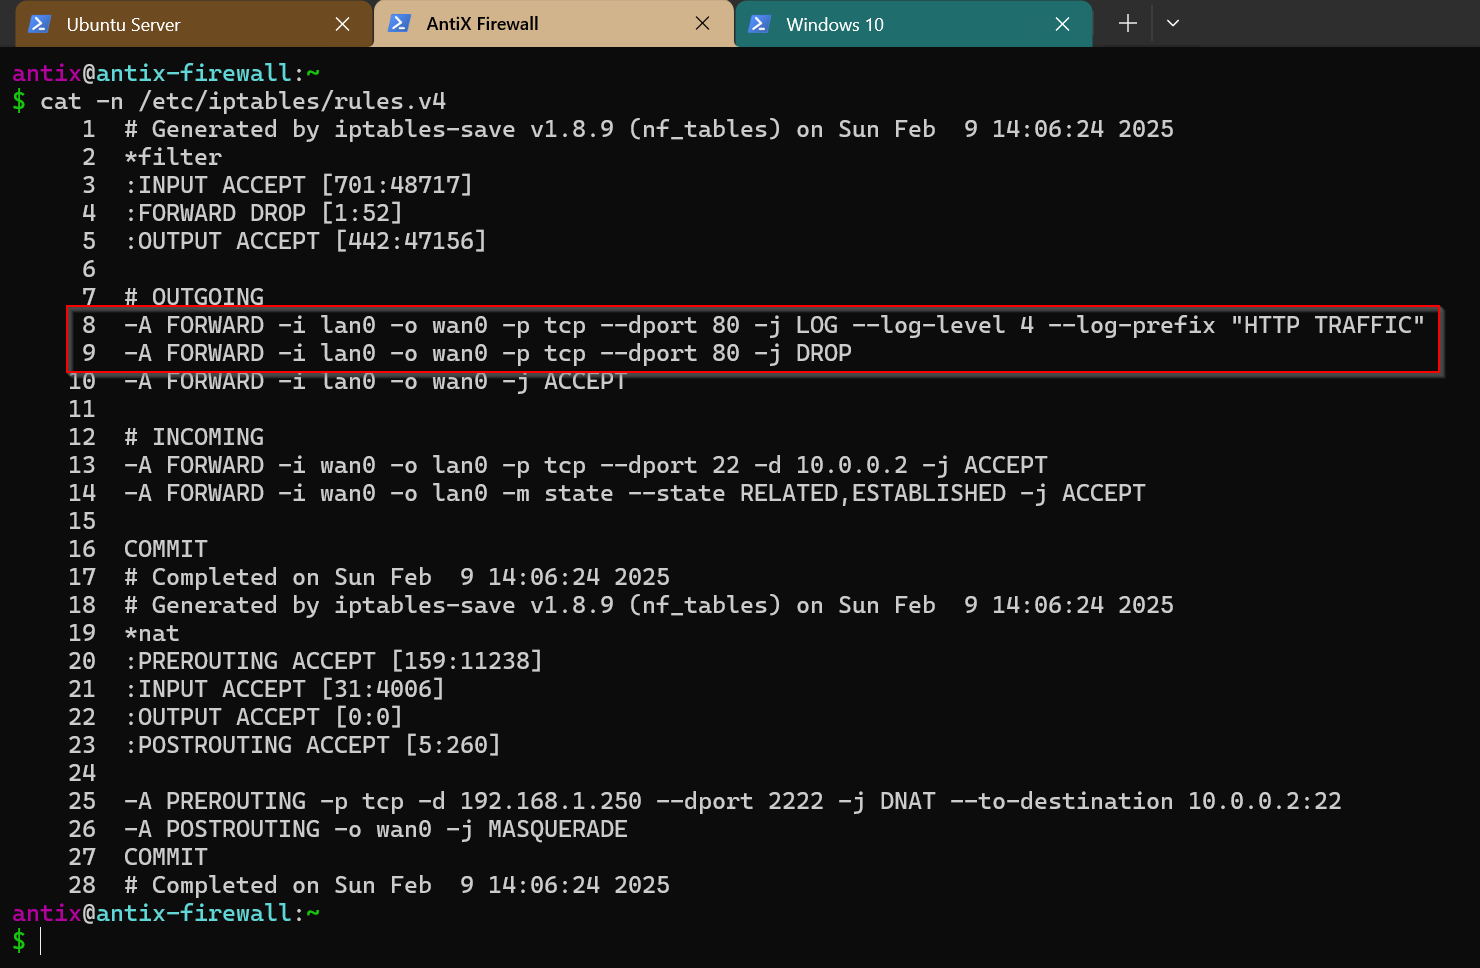 Ubuntu Server
AntiX Firewall
Windows 10
antix@antix-firewall:~
$ cat -n /etc/iptables/rules.v4
1 # Generated by iptables-save v1.8.9 (nf_tables) on Sun Feb  9 14:06:24 2025
2 *filter
3 :INPUT ACCEPT [701:48717]
4 :FORWARD DROP [1:52]
5 :OUTPUT ACCEPT [442:47156]
6
7 # OUTGOING
8 -A FORWARD -i lan0 -o wan0 -p tcp --dport 80 -j LOG --log-level 4 --log-prefix "HTTP TRAFFIC"
9 -A FORWARD -i lan0 -o wan0 -p tcp --dport 80 -j DROP
10 -A FORWARD -i lan0 -o wan0 -j ACCEPT
11
12 # INCOMING
13 -A FORWARD -i wan0 -o lan0 -p tcp --dport 22 -d 10.0.0.2 -j ACCEPT
14 -A FORWARD -i wan0 -o lan0 -m state --state RELATED,ESTABLISHED -j ACCEPT
15
16 COMMIT
17 # Completed on Sun Feb  9 14:06:24 2025
18 # Generated by iptables-save v1.8.9 (nf_tables) on Sun Feb  9 14:06:24 2025
19 *nat
20 :PREROUTING ACCEPT [159:11238]
21 :INPUT ACCEPT [31:4006]
22 :OUTPUT ACCEPT [0:0]
23 :POSTROUTING ACCEPT [5:260]
24
25 -A PREROUTING -p tcp -d 192.168.1.250 --dport 2222 -j DNAT --to-destination 10.0.0.2:22
26 -A POSTROUTING -o wan0 -j MASQUERADE
27 COMMIT
28 # Completed on Sun Feb  9 14:06:24 2025
antix@antix-firewall:~
$